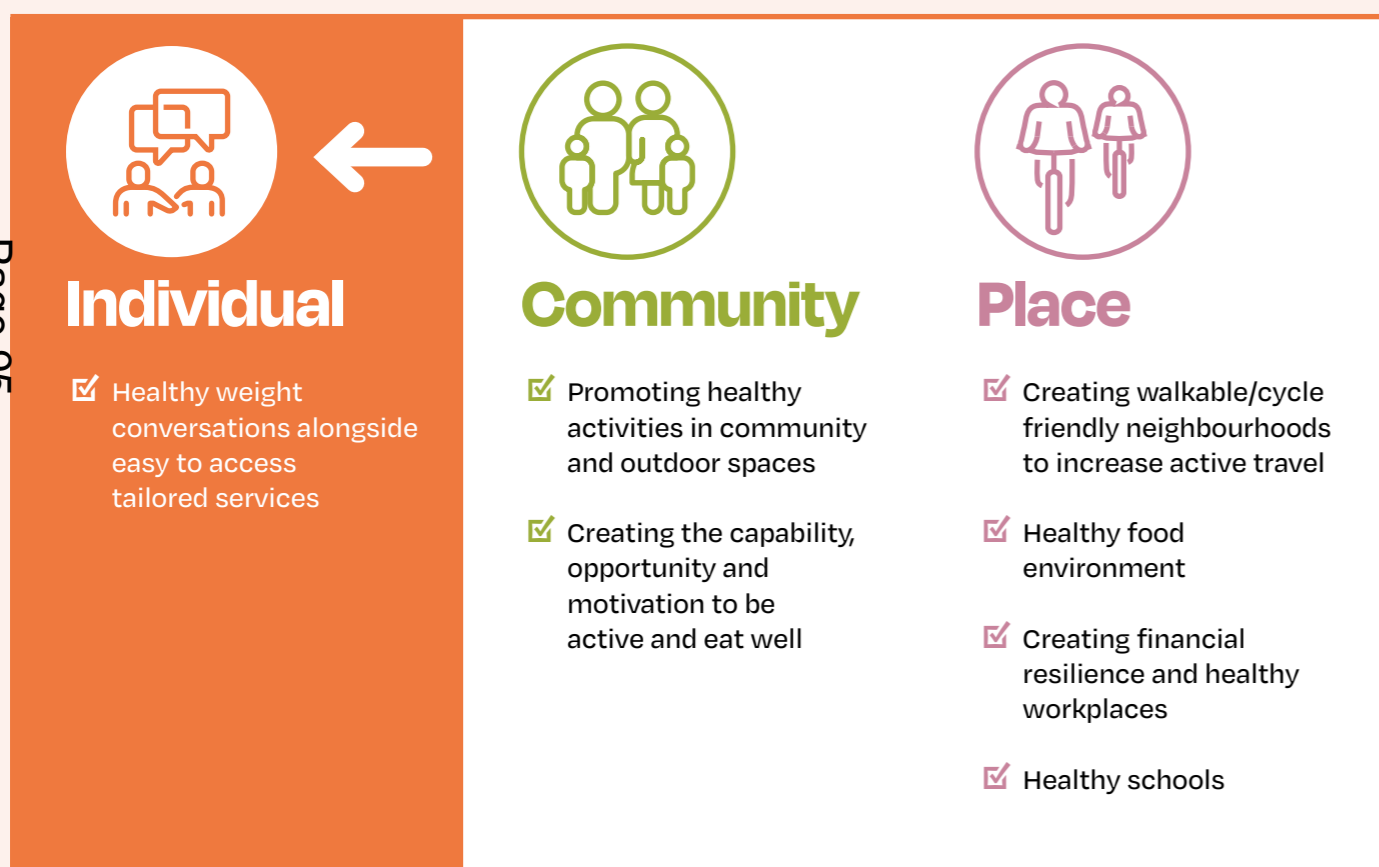 Individual
Healthy weight
conversations alongside
easy to access
tailored services
Community
Promoting healthy
activities in community
and outdoor spaces
Creating the capability,
opportunity and
motivation to be
active and eat well
Place
Creating walkable/cycle
friendly neighbourhoods
to increase active travel
Healthy food
environment
Creating financial
resilience and healthy
workplaces
Healthy schools